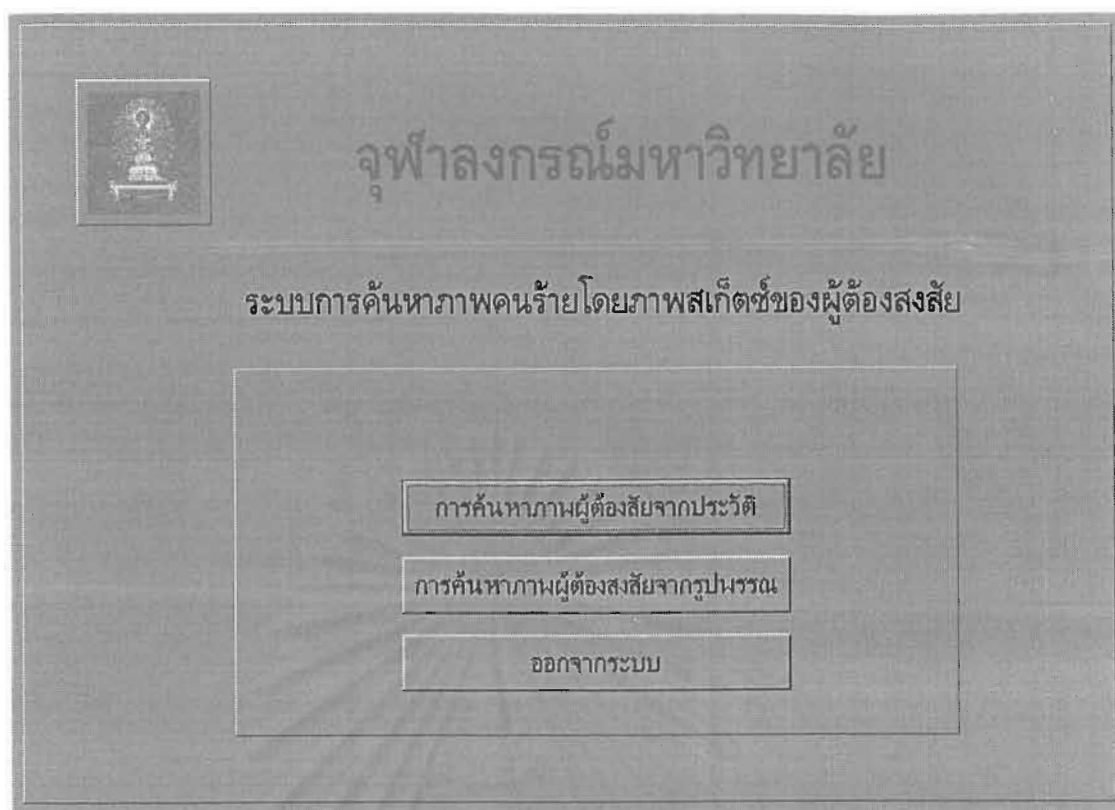 จุฬาลงกรณ์มหาวิทยาลัย
ระบบการค้นหาภาพคนร้ายโดยภาพสเก็ตซ์ของผู้ต้องสงสัย
การค้นหาภาพผู้ต้องสัยจากประวัติ
การค้นหาภาพผู้ต้องสงสัยจากรูปพรรณ
ออกจากระบบ